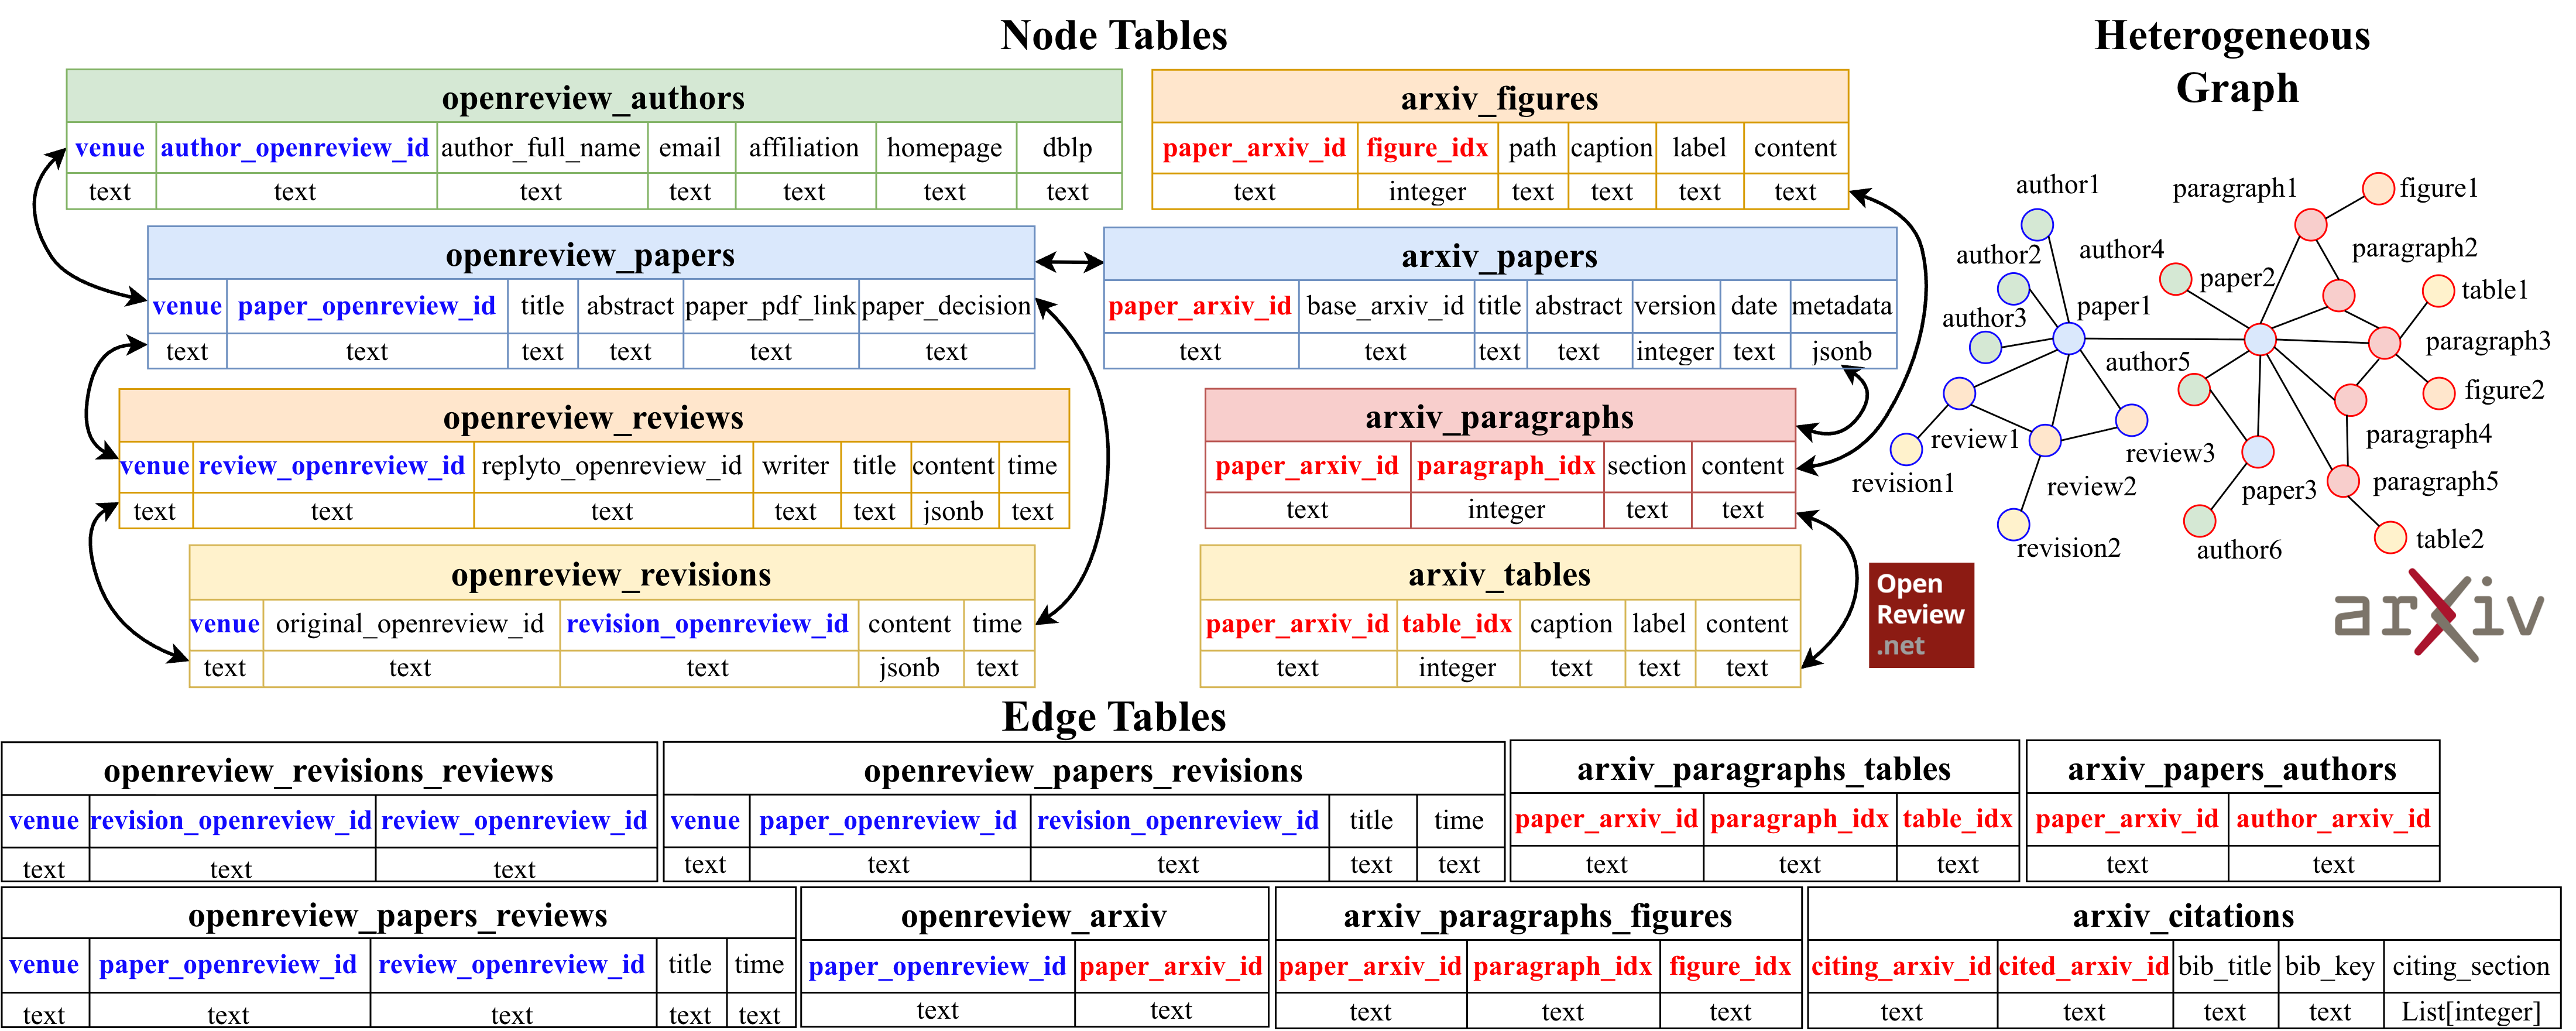 Node Tables
Heterogeneous
Graph
openreview_authors
venue author_openreview_id author_full_name email affiliation homepage dblp
text text text text text text text
arxiv_figures
paper_arxiv_id figure_idx path caption label content
text integer text text text text
openreview_papers
venue paper_openreview_id title abstract paper_pdf_link paper_decision
text text text text text text
arxiv_papers
paper_arxiv_id base_arxiv_id title abstract version date metadata
text text text text integer text jsonb
openreview_reviews
venue review_openreview_id replyto_openreview_id writer title content time
text text text text text jsonb text
arxiv_paragraphs
paper_arxiv_id paragraph_idx section content
text integer text text
openreview_revisions
venue original_openreview_id revision_openreview_id content time
text text text jsonb text
arxiv_tables
paper_arxiv_id table_idx caption label content
text integer text text text
author1
author2
author3
paper1
review1
review2
review3
revision1
revision2
author4
paper2
author5
paper3
author6
paragraph1
figure1
paragraph2
table1
paragraph3
figure2
paragraph4
paragraph5
table2
Open
Review
.net
arXiv
Edge Tables
openreview_revisions_reviews
venue revision_openreview_id review_openreview_id
text text text
openreview_papers_revisions
venue paper_openreview_id revision_openreview_id title time
text text text text text
arxiv_paragraphs_tables
paper_arxiv_id paragraph_idx table_idx
text text text
arxiv_papers_authors
paper_arxiv_id author_arxiv_id
text text
openreview_papers_reviews
venue paper_openreview_id review_openreview_id title time
text text text text text
openreview_arxiv
paper_openreview_id paper_arxiv_id
text text
arxiv_paragraphs_figures
paper_arxiv_id paragraph_idx figure_idx
text text text
arxiv_citations
citing_arxiv_id cited_arxiv_id bib_title bib_key citing_section
text text text text List[integer]